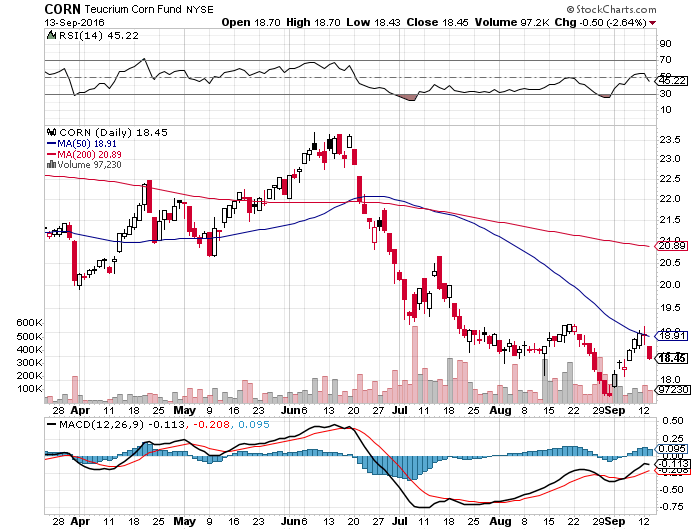 CORN Teucrium Corn Fund NYSE © StockCharts.com
13-Sep-2016 Open 18.70 High 18.70 Low 18.43 Close 18.45 Volume 97.2K Chg -0.50 (-2.64%)
RSI(14) 45.22
90
70
50
45.22
30
10
CORN (Daily) 18.45
MA(50) 18.91
MA(200) 20.89
Volume 97,230
23.5
23.0
22.5
22.0
21.5
21.0
20.89
20.5
20.0
19.5
19.0
18.91
18.45
18.0
97230
600K
500K
400K
300K
200K
100K
28 Apr 11 18 25 May 9 16 23 Jun 6 13 20 27 Jul 11 18 25 Aug 8 15 22 29 Sep 12
MACD(12,26,9) -0.113, -0.208, 0.095
0.50
0.25
0.095
0.00
-0.113
-0.208
-0.50
-0.75
28 Apr 11 18 25 May 9 16 23 Jun 6 13 20 27 Jul 11 18 25 Aug 8 15 22 29 Sep 12